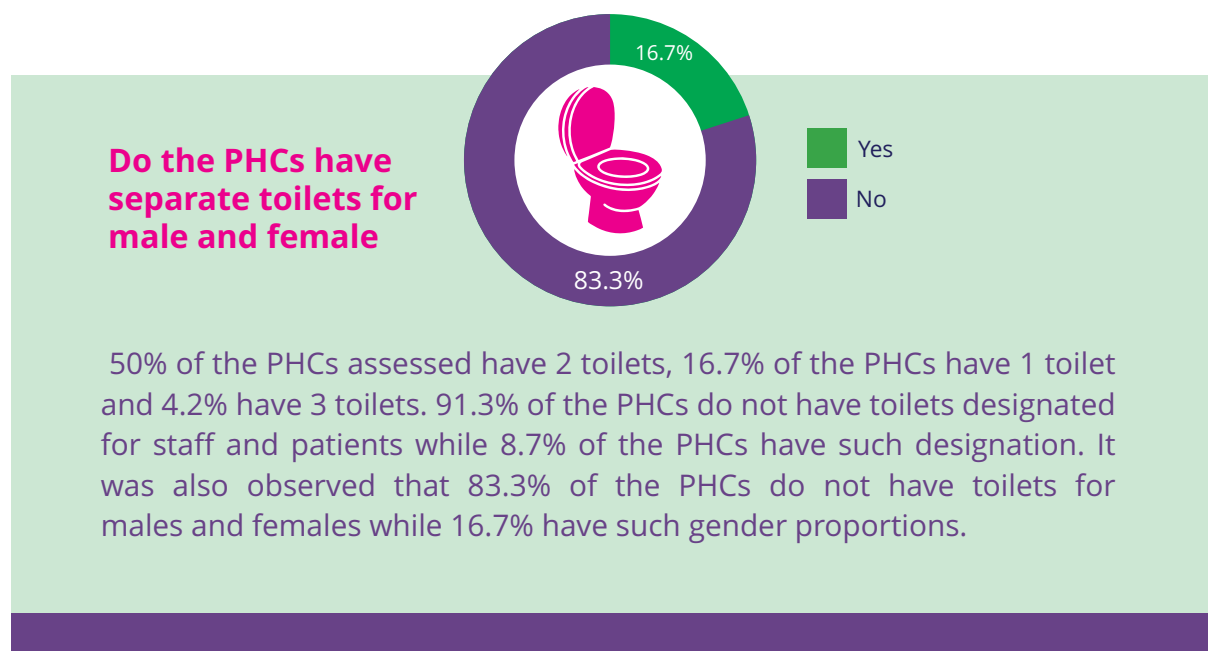 16.7%
Do the PHCs have
separate toilets for
male and female
Yes
No
83.3%
50% of the PHCs assessed have 2 toilets, 16.7% of the PHCs have 1 toilet
and 4.2% have 3 toilets. 91.3% of the PHCs do not have toilets designated
for staff and patients while 8.7% of the PHCs have such designation. It
was also observed that 83.3% of the PHCs do not have toilets for
males and females while 16.7% have such gender proportions.